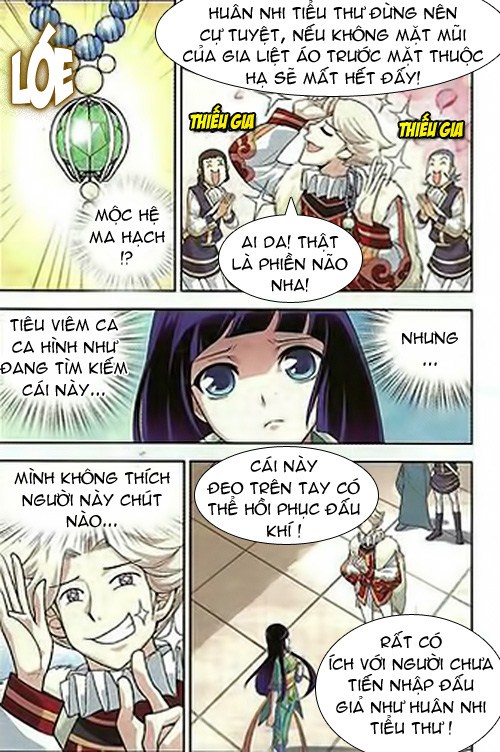 LÓE
MỘC HỆ
MA HẠCH
!?
HUÂN NHI TIỂU THƯ ĐỪNG NÊN
CỰ TUYỆT, NẾU KHÔNG MẶT MŨI
CỦA GIA LIỆT ÁO TRƯỚC MẶT THUỘC
HẠ SẼ MẤT HẾT ĐẤY!
THIẾU GIA
THIẾU GIA
AI DA! THẬT
LÀ PHIỀN NÃO
NHA!
TIÊU VIÊM CA
CA HÌNH NHƯ
ĐANG TÌM KIẾM
CÁI NÀY...
NHƯNG
...
MÌNH KHÔNG THÍCH
NGƯỜI NÀY CHÚT
NÀO...
CÁI NÀY
ĐEO TRÊN TAY CÓ
THỂ HỒI PHỤC ĐẤU
KHÍ !
RẤT CÓ
ÍCH VỚI NGƯỜI CHƯA
TIẾN NHẬP ĐẤU
GIẢ NHƯ HUÂN NHI
TIỂU THƯ !